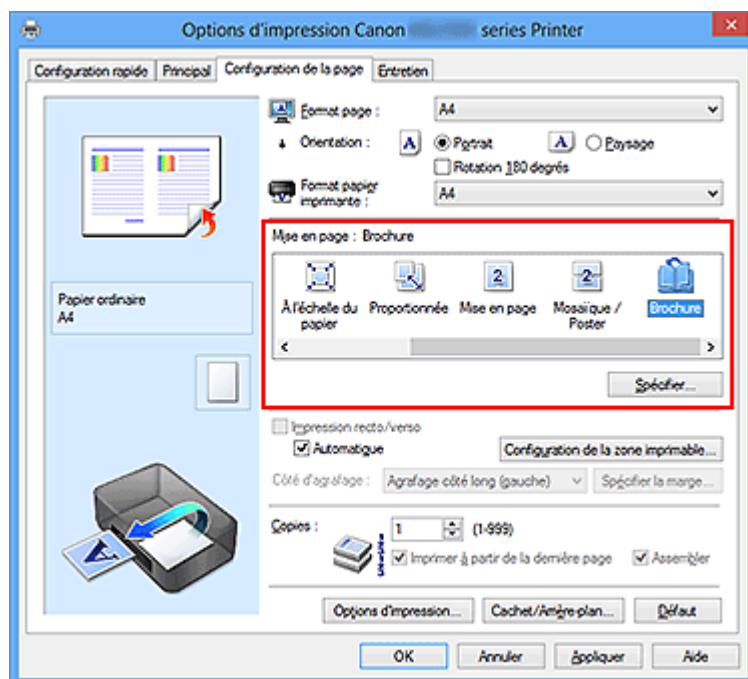 Options d'impression Canon series Printer
Configuration rapide Principal Configuration de la page Entretien
Format page : A4
Orientation : A Portrait A Paysage
Rotation 180 degrés
Format papier imprimante : A4
Mise en page : Brochure
À l'échelle du papier Proportionnée Mise en page Mosaïque / Poster Brochure
Spécifier...
Papier ordinaire
A4
Impression recto/verso
Automatique Configuration de la zone imprimable...
Côté d'agrafage : Agrafage côté long (gauche) Spécifier la marge...
Copies : 1 (1-999)
Imprimer à partir de la dernière page Assembler
Options d'impression... Cachet/Arrière-plan... Défaut
OK Annuler Appliquer Aide